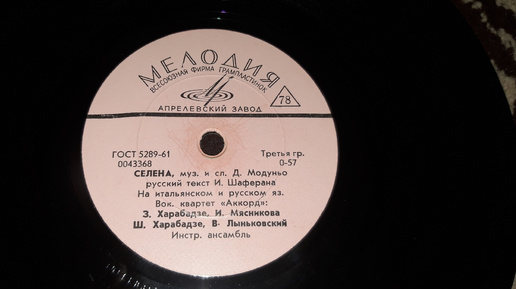 МЕЛОДИЯ
ВСЕСОЮЗНАЯ ФИРМА ГРАМПЛАСТИНОК
78
АПРЕЛЕВСКИЙ ЗАВОД
ГОСТ 5289-61
Третья гр.
0043368
0-57
СЕЛЕНА, муз. и сл. Д. Модуньо
русский текст И. Шаферана
На итальянском и русском яз.
Вок. квартет «Аккорд»:
З. Харабадзе, И. Мясникова
Ш. Харабадзе, В. Лыньковский
Инстр. ансамбль